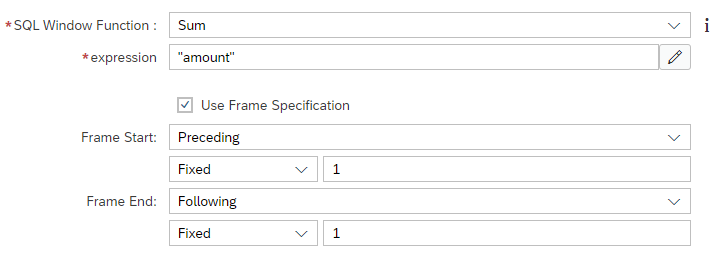 *SQL Window Function : Sum i
*expression "amount"
Use Frame Specification
Frame Start: Preceding
Fixed 1
Frame End: Following
Fixed 1